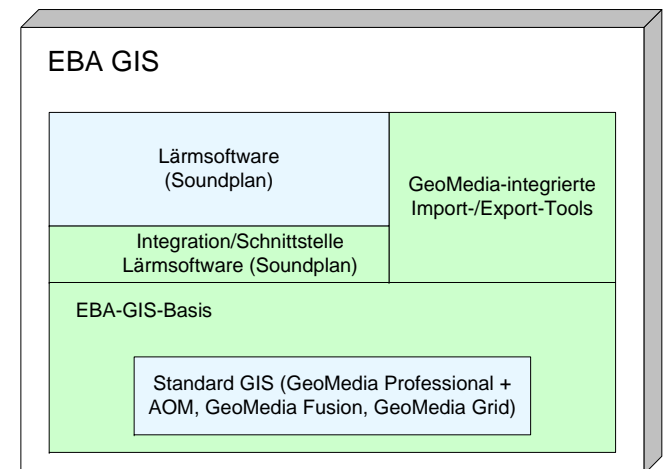 EBA GIS
Lärmsoftware
(Soundplan)
GeoMedia-integrierte
Import-/Export-Tools
Integration/Schnittstelle
Lärmsoftware (Soundplan)
EBA-GIS-Basis
Standard GIS (GeoMedia Professional +
AOM, GeoMedia Fusion, GeoMedia Grid)